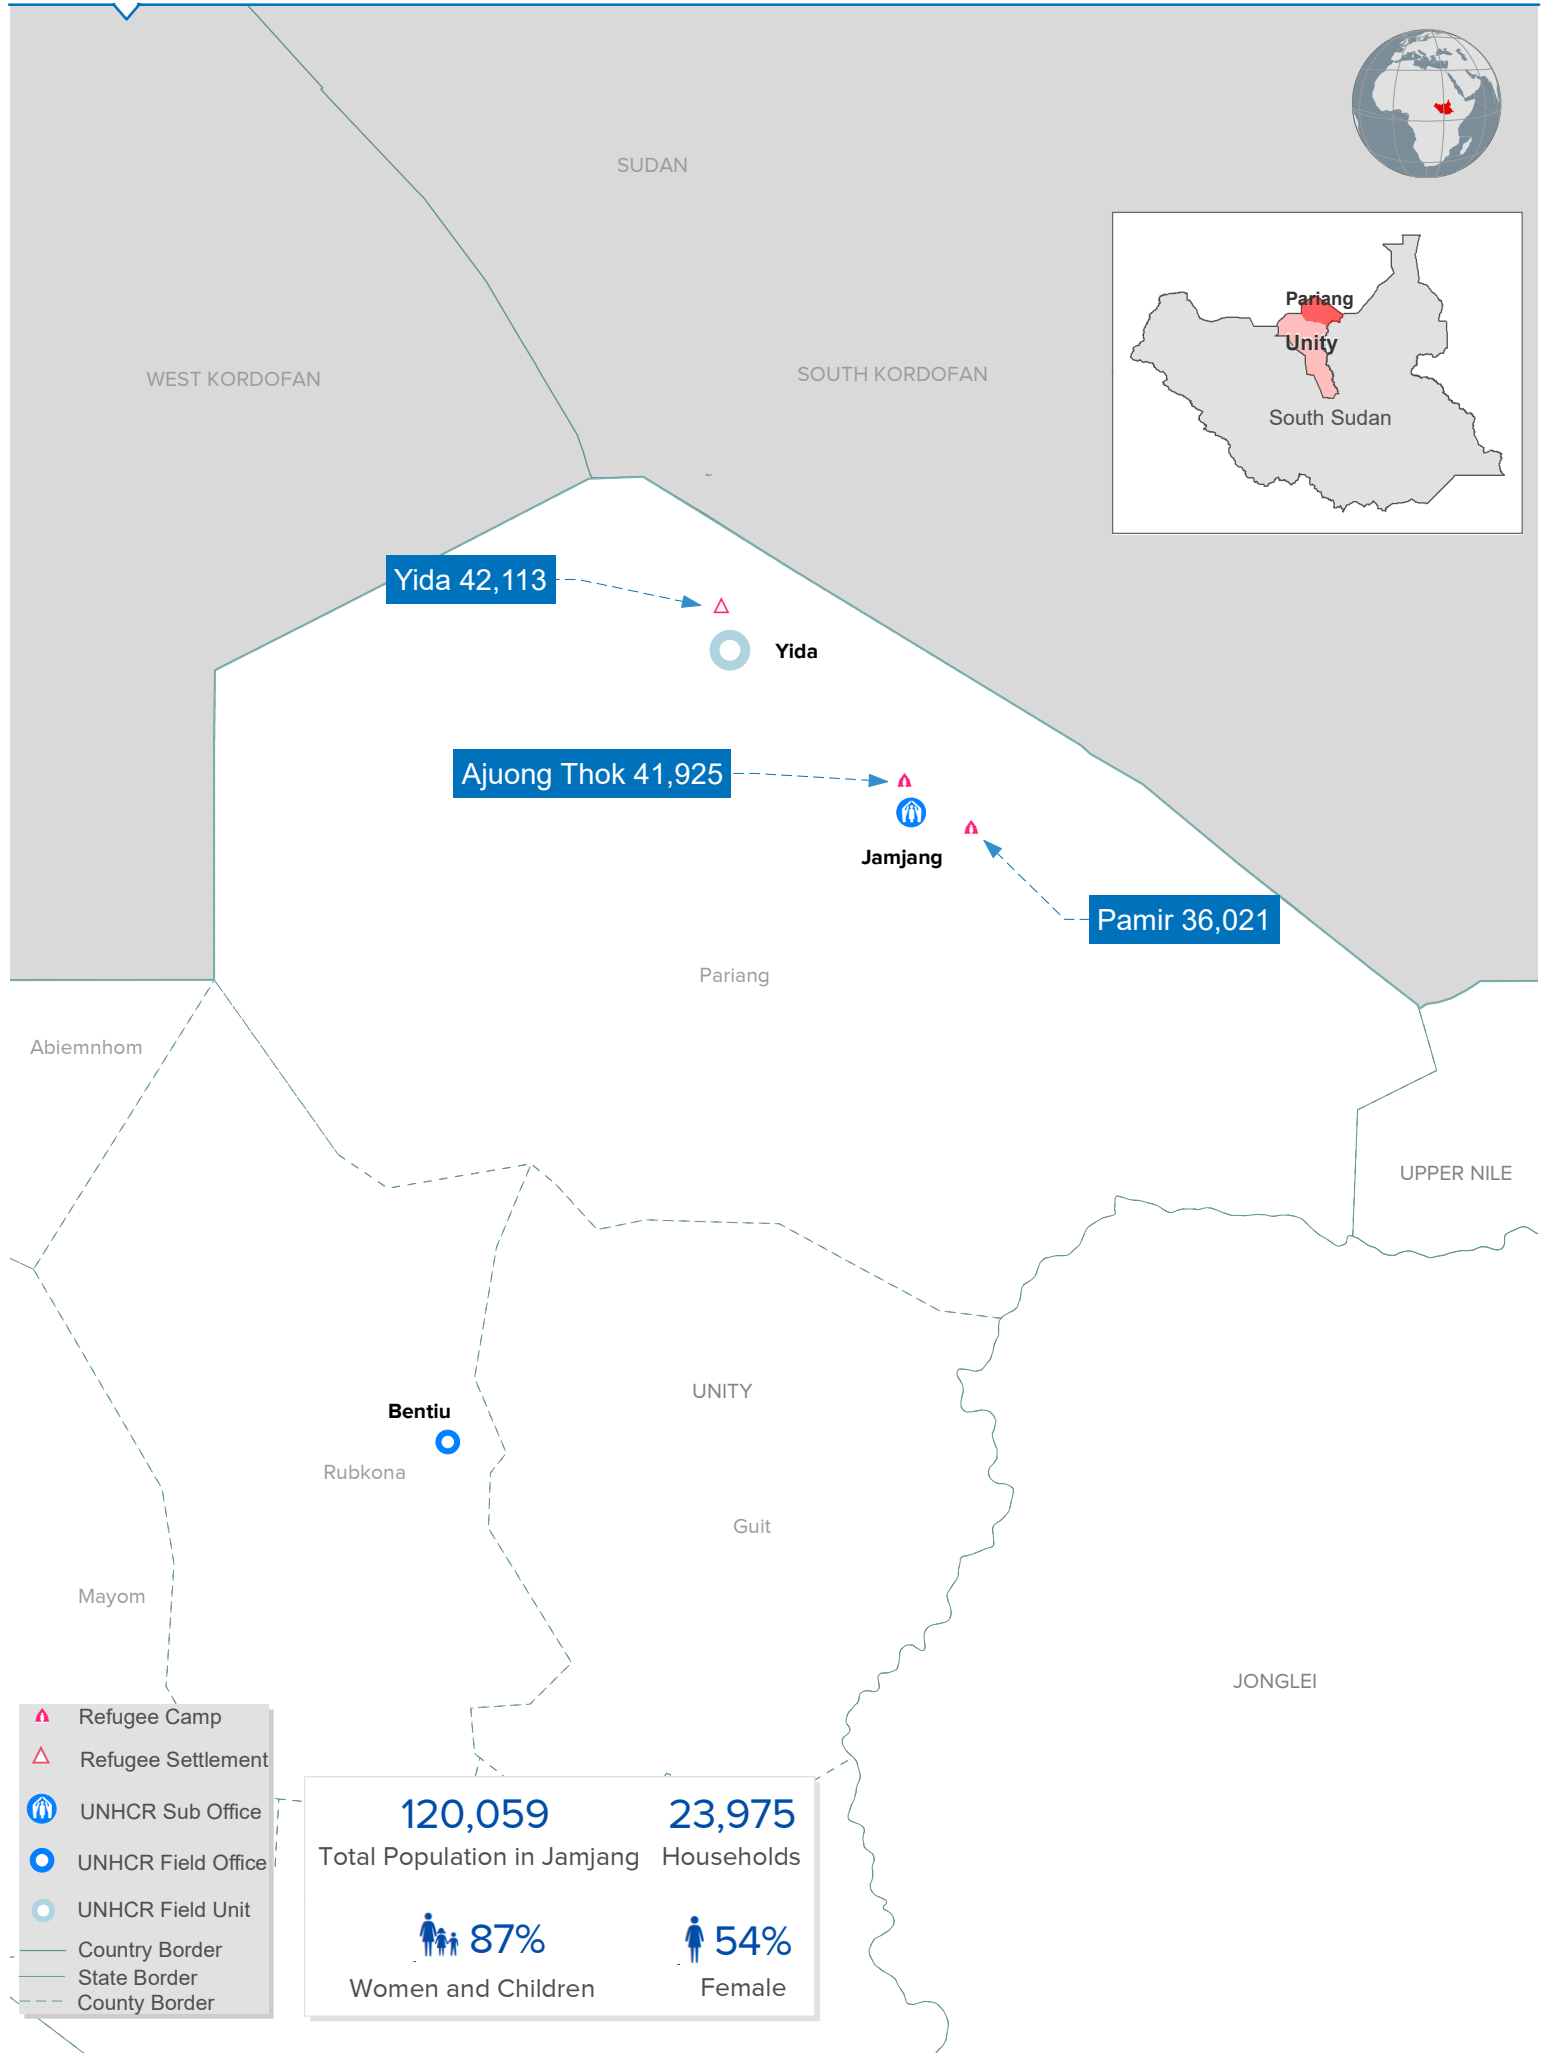 SUDAN
WEST KORDOFAN
SOUTH KORDOFAN
Pariang
Unity
South Sudan
Yida 42,113
Yida
Ajuong Thok 41,925
Jamjang
Pamir 36,021
Pariang
Abiemnhom
UPPER NILE
UNITY
Bentiu
Rubkona
Guit
Mayom
JONGLEI
Refugee Camp
Refugee Settlement
UNHCR Sub Office
UNHCR Field Office
UNHCR Field Unit
Country Border
State Border
County Border
120,059
Total Population in Jamjang
23,975
Households
87%
Women and Children
54%
Female